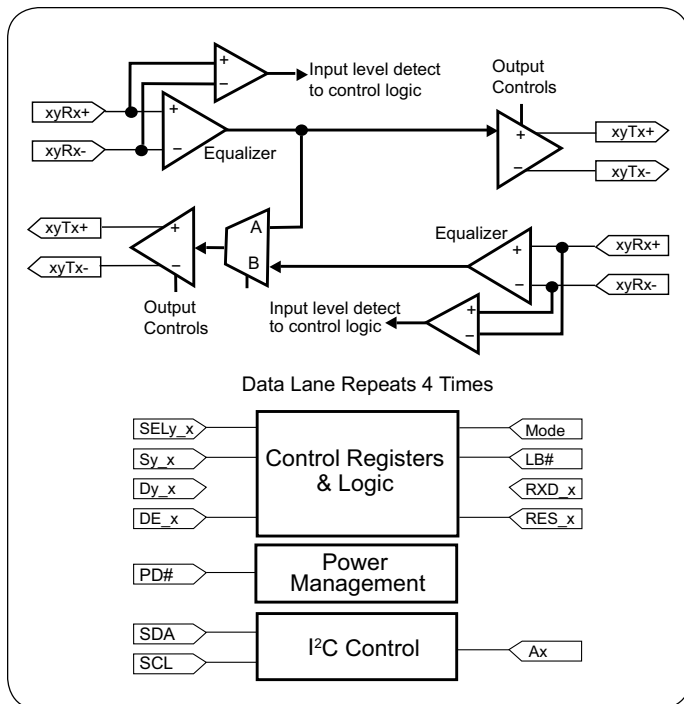 Input level detect
to control logic
Output
Controls
xyRx+
xyRx-
+
−
+
−
Equalizer
+
−
xyTx+
xyTx-
xyTx+
xyTx-
+
−
A
B
Output
Controls
Equalizer
+
−
xyRx+
xyRx-
Input level detect
to control logic
+
−
Data Lane Repeats 4 Times
SELy_x
Sy_x
Dy_x
DE_x
Control Registers
& Logic
Mode
LB#
RXD_x
RES_x
PD#
Power
Management
SDA
SCL
I²C Control
Ax